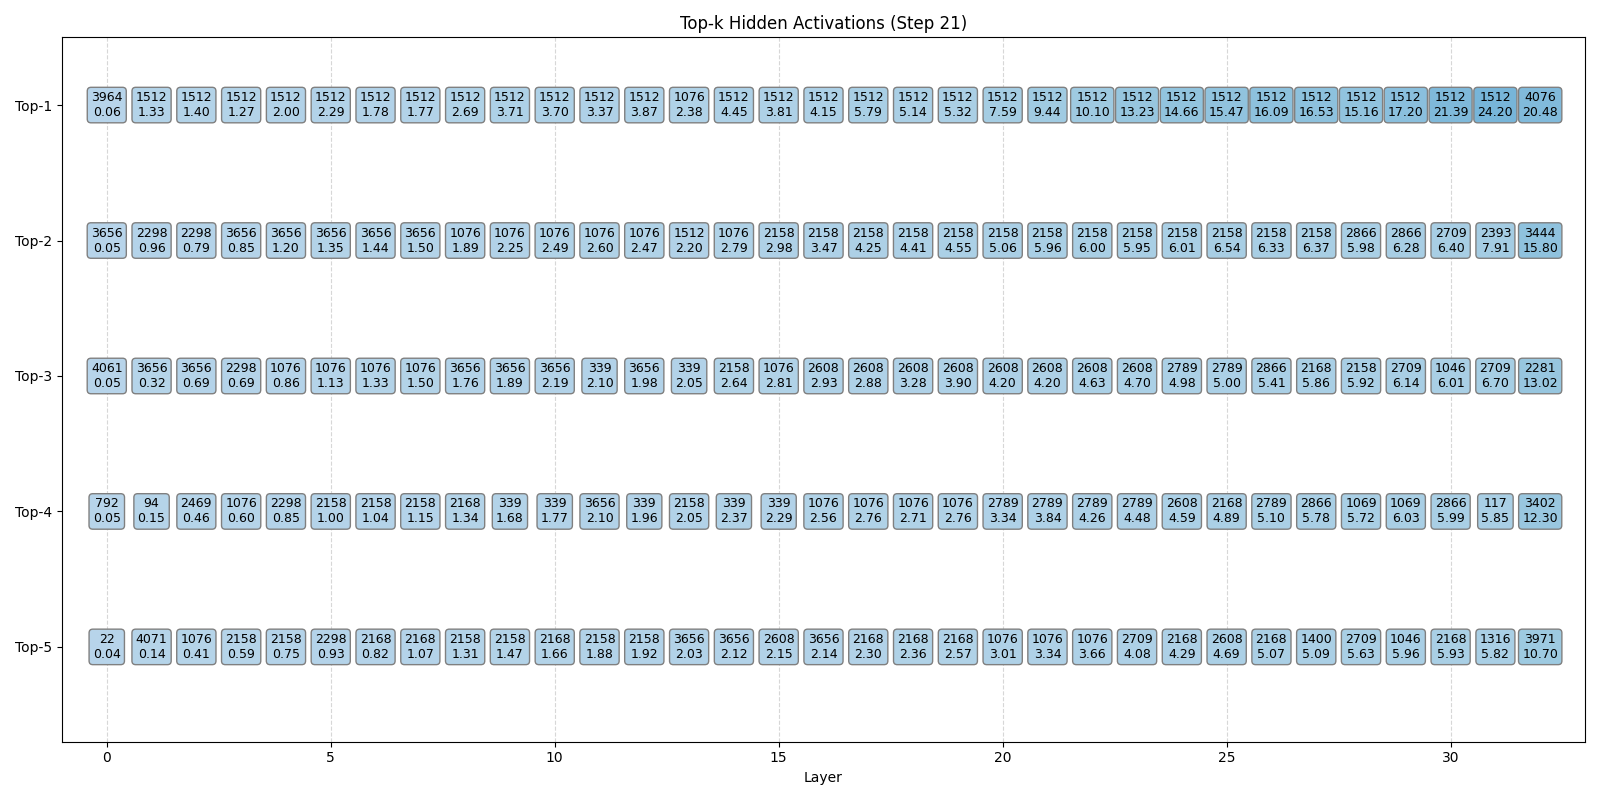 Top-k Hidden Activations (Step 21)
Top-1
3964 1512 1512 1512 1512 1512 1512 1512 1512 1512 1512 1512 1512 1076 1512 1512 1512 1512 1512 1512 1512 1512 1512 1512 1512 1512 1512 1512 1512 1512 1512 1512 4076
0.06 1.33 1.40 1.27 2.00 2.29 1.78 1.77 2.69 3.71 3.70 3.37 3.87 2.38 4.45 3.81 4.15 5.79 5.14 5.32 7.59 9.44 10.10 13.23 14.66 15.47 16.09 16.53 15.16 17.20 21.39 24.20 20.48
Top-2
3656 2298 2298 3656 3656 3656 3656 3656 1076 1076 1076 1076 1076 1512 1076 2158 2158 2158 2158 2158 2158 2158 2158 2158 2158 2158 2158 2158 2866 2866 2709 2393 3444
0.05 0.96 0.79 0.85 1.20 1.35 1.44 1.50 1.89 2.25 2.49 2.60 2.47 2.20 2.79 2.98 3.47 4.25 4.41 4.55 5.06 5.96 6.00 5.95 6.01 6.54 6.33 6.37 5.98 6.28 6.40 7.91 15.80
Top-3
4061 3656 3656 2298 1076 1076 1076 1076 3656 3656 3656 339 3656 339 2158 1076 2608 2608 2608 2608 2608 2608 2608 2608 2789 2789 2866 2168 2158 2709 1046 2709 2281
0.05 0.32 0.69 0.69 0.86 1.13 1.33 1.50 1.76 1.89 2.19 2.10 1.98 2.05 2.64 2.81 2.93 2.88 3.28 3.90 4.20 4.20 4.63 4.70 4.98 5.00 5.41 5.86 5.92 6.14 6.01 6.70 13.02
Top-4
792 94 2469 1076 2298 2158 2158 2158 2168 339 339 3656 339 2158 339 339 1076 1076 1076 1076 2789 2789 2789 2789 2608 2168 2789 2866 1069 1069 2866 117 3402
0.05 0.15 0.46 0.60 0.85 1.00 1.04 1.15 1.34 1.68 1.77 2.10 1.96 2.05 2.37 2.29 2.56 2.76 2.71 2.76 3.34 3.84 4.26 4.48 4.59 4.89 5.10 5.78 5.72 6.03 5.99 5.85 12.30
Top-5
22 4071 1076 2158 2158 2298 2168 2168 2158 2158 2168 2158 2158 3656 3656 2608 3656 2168 2168 2168 1076 1076 1076 2709 2168 2608 2168 1400 2709 1046 2168 1316 3971
0.04 0.14 0.41 0.59 0.75 0.93 0.82 1.07 1.31 1.47 1.66 1.88 1.92 2.03 2.12 2.15 2.14 2.30 2.36 2.57 3.01 3.34 3.66 4.08 4.29 4.69 5.07 5.09 5.63 5.96 5.93 5.82 10.70
0 5 10 15 20 25 30
Layer